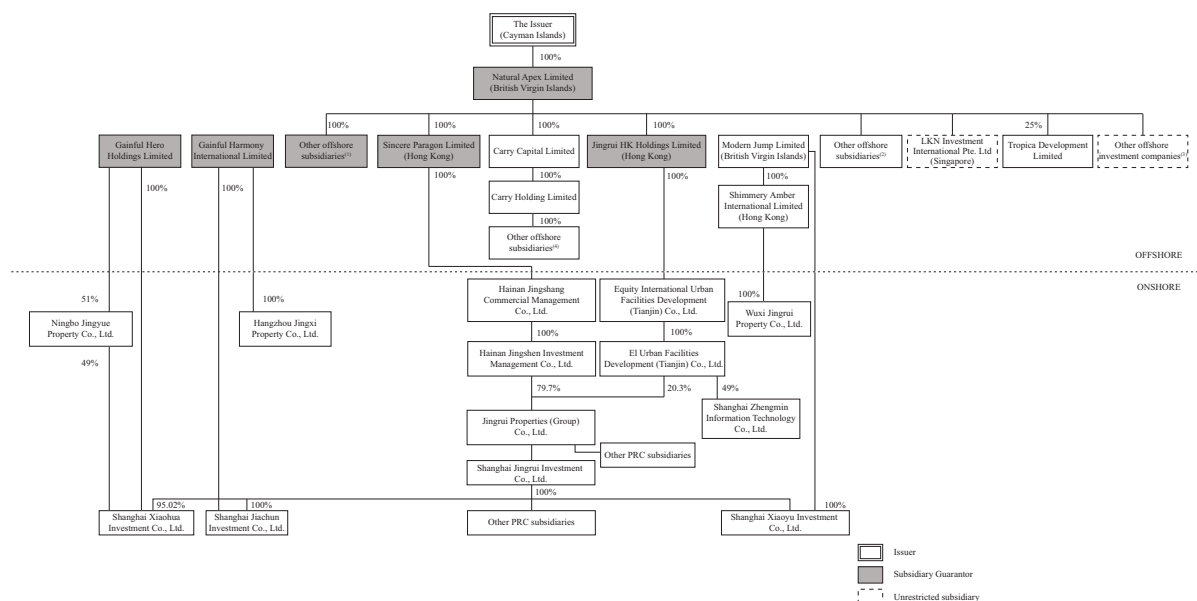 The Issuer
(Cayman Islands)
100%
Natural Apex Limited
(British Virgin Islands)
100%
100%
100%
100%
25%
Gainful Hero
Holdings Limited
Gainful Harmony
International Limited
Other offshore
subsidiaries(1)
Sincere Paragon Limited
(Hong Kong)
Carry Capital Limited
Jingrui HK Holdings Limited
(Hong Kong)
Modern Jump Limited
(British Virgin Islands)
Other offshore
subsidiaries(2)
LKN Investment
International Pte. Ltd
(Singapore)
Tropica Development
Limited
Other offshore
investment companies(3)
100%
100%
100%
100%
100%
100%
Carry Holding Limited
Shimmery Amber
International Limited
(Hong Kong)
100%
Other offshore
subsidiaries(4)
OFFSHORE
ONSHORE
51%
100%
100%
Hainan Jingshang
Commercial Management
Co., Ltd.
Equity International Urban
Facilities Development
(Tianjin) Co., Ltd.
Ningbo Jingyue
Property Co., Ltd.
Hangzhou Jingxi
Property Co., Ltd.
Wuxi Jingrui
Property Co., Ltd.
100%
100%
49%
Hainan Jingshen Investment
Management Co., Ltd.
El Urban Facilities
Development (Tianjin) Co., Ltd.
79.7%
20.3%
49%
Shanghai Zhengmin
Information Technology
Co., Ltd.
Jingrui Properties (Group)
Co., Ltd.
Other PRC subsidiaries
Shanghai Jingrui Investment
Co., Ltd.
100%
95.02%
100%
100%
Shanghai Xiaohua
Investment Co., Ltd.
Shanghai Jiachun
Investment Co., Ltd.
Other PRC subsidiaries
Shanghai Xiaoyu Investment
Co., Ltd.
Issuer
Subsidiary Guarantor
Unrestricted subsidiary